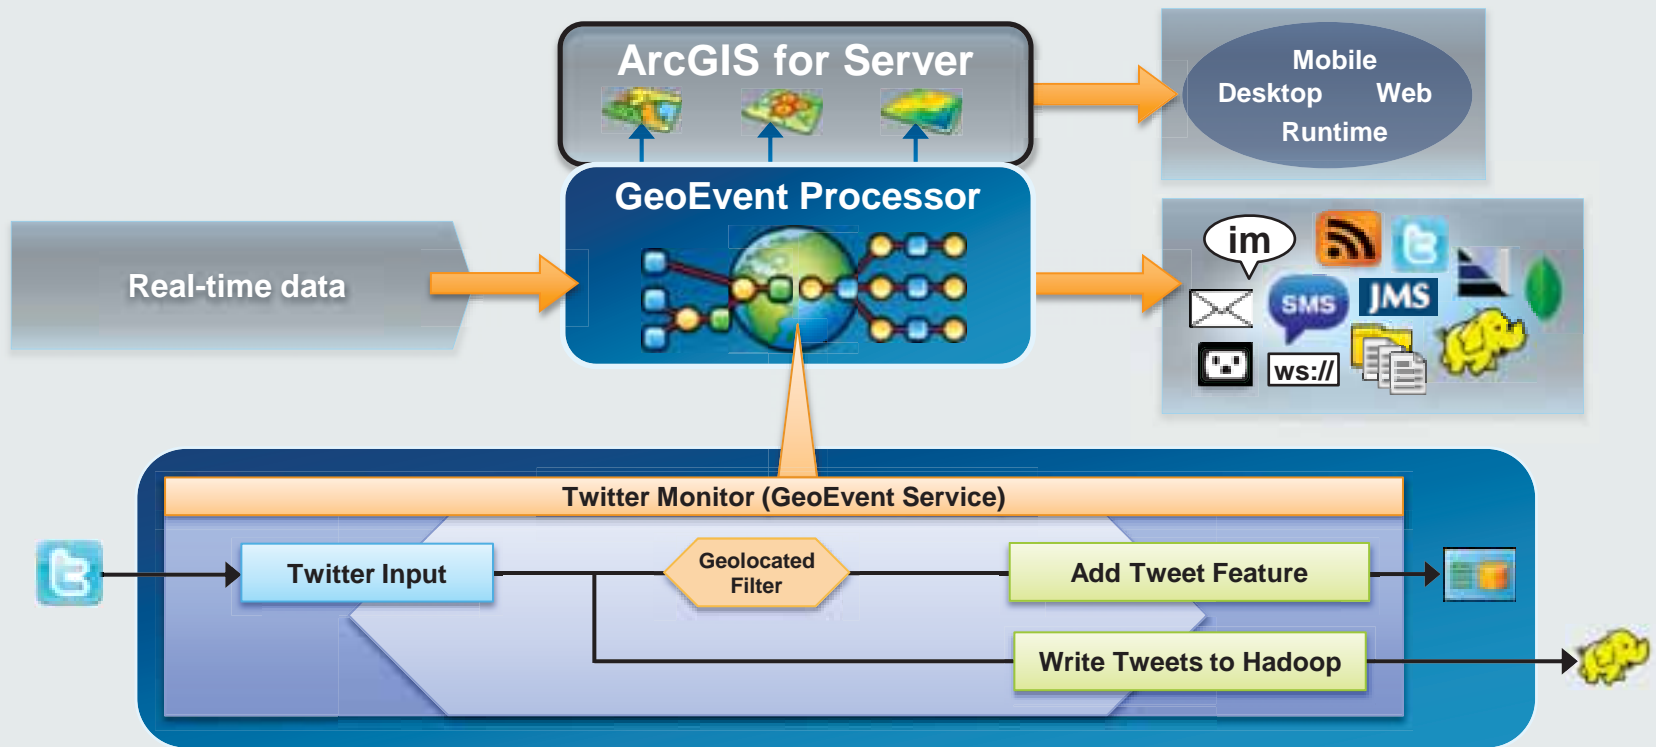 ArcGIS for Server
Mobile
Desktop Web
Runtime
GeoEvent Processor
Real-time data
im
SMS
JMS
ws://
Twitter Monitor (GeoEvent Service)
Twitter Input
Geolocated
Filter
Add Tweet Feature
Write Tweets to Hadoop